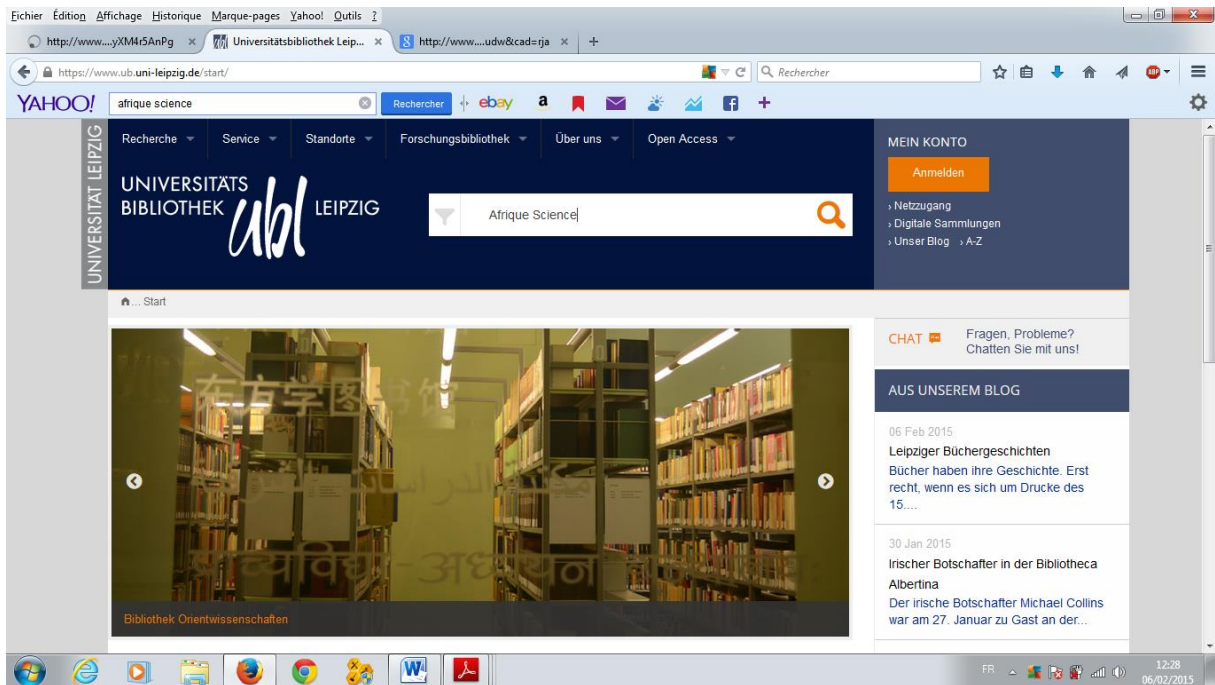 Fichier Édition Affichage Historique Marque-pages Yahoo! Outils ?
http://www....yXM4r5AnPg × Universitätsbibliothek Leip... × http://www....udw&cad=rja × +
https://www.ub.uni-leipzig.de/start/ Rechercher
YAHOO! afrique science Rechercher ebay a
UNIVERSITÄT LEIPZIG
Recherche Service Standorte Forschungsbibliothek Über uns Open Access
UNIVERSITÄTS
BIBLIOTHEK ubl LEIPZIG
Afrique Science
MEIN KONTO
Anmelden
› Netzzugang
› Digitale Sammlungen
› Unser Blog › A-Z
... Start
东方学图书馆
Bibliothek Orientwissenschaften
CHAT Fragen, Probleme?
Chatten Sie mit uns!
AUS UNSEREM BLOG
06 Feb 2015
Leipziger Büchergeschichten
Bücher haben ihre Geschichte. Erst
recht, wenn es sich um Drucke des
15....
30 Jan 2015
Irischer Botschafter in der Bibliotheca
Albertina
Der irische Botschafter Michael Collins
war am 27. Januar zu Gast an der...
FR 12:28
06/02/2015